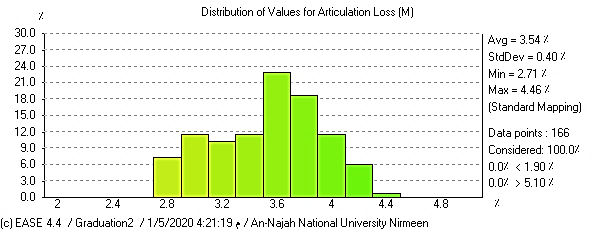 Distribution of Values for Articulation Loss (M)
%
30.0
27.0
24.0
21.0
18.0
15.0
12.0
9.0
6.0
3.0
0.0
2 2.4 2.8 3.2 3.6 4 4.4 4.8 %
Avg = 3.54 %
StdDev = 0.40 %
Min = 2.71 %
Max = 4.46 %
(Standard Mapping)
Data points : 166
Considered: 100.0%
0.0% < 1.90 %
0.0% > 5.10 %
(c) EASE 4.4 / Graduation2 / 1/5/2020 4:21:19 م / An-Najah National University Nirmeen